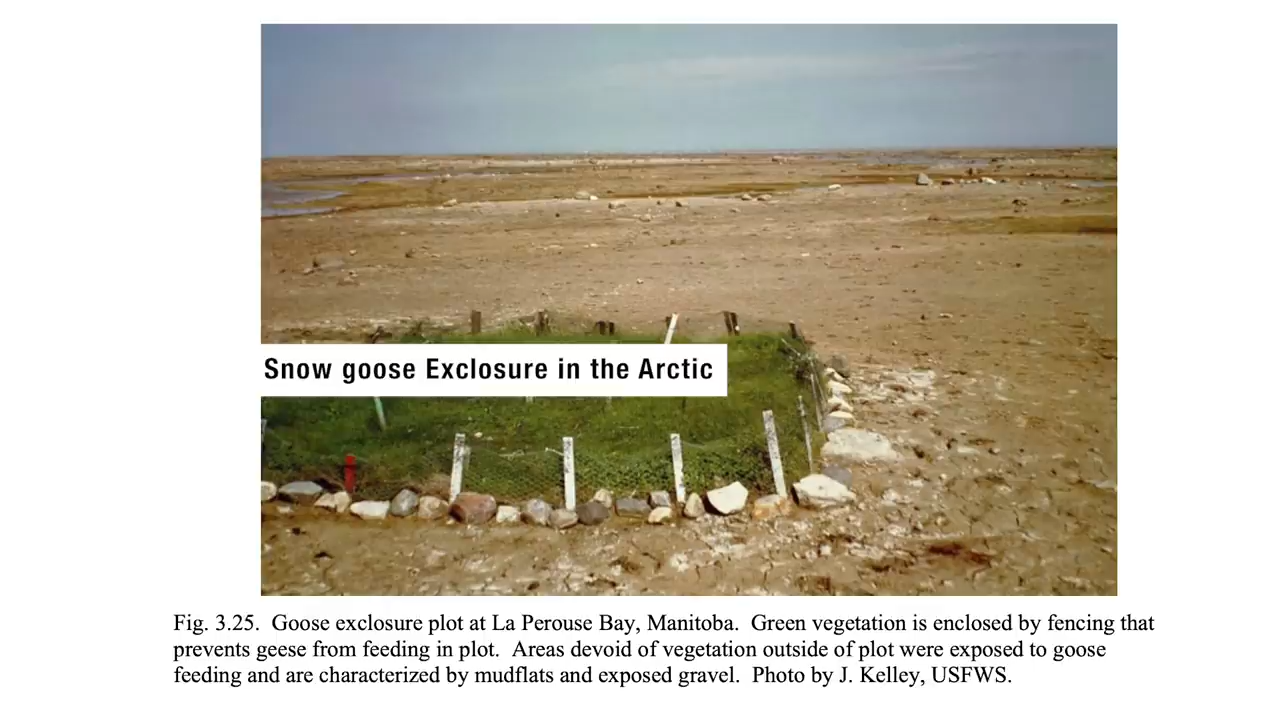 Snow goose Exclosure in the Arctic
Fig. 3.25.  Goose exclosure plot at La Perouse Bay, Manitoba.  Green vegetation is enclosed by fencing that
prevents geese from feeding in plot.  Areas devoid of vegetation outside of plot were exposed to goose
feeding and are characterized by mudflats and exposed gravel.  Photo by J. Kelley, USFWS.